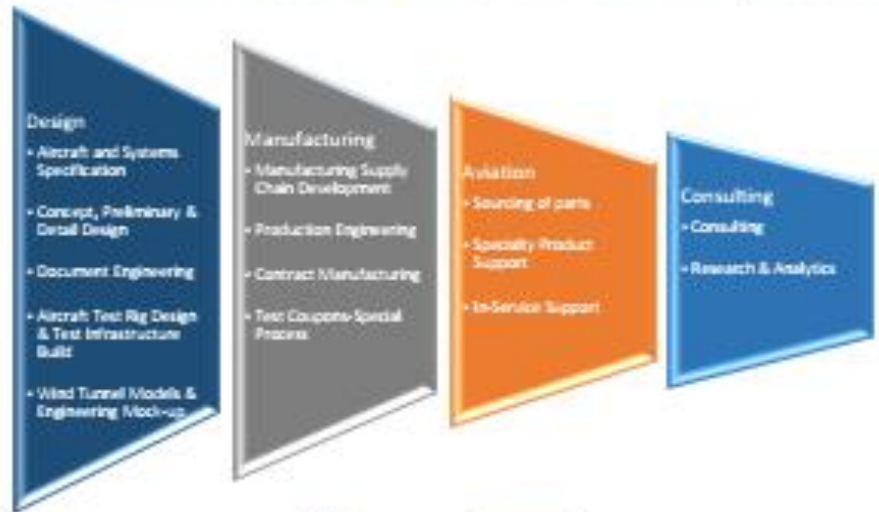 Design
• Aircraft and Systems
Specification
• Concept, Preliminary &
Detail Design
• Document Engineering
• Aircraft Test Rig Design
& Test Infrastructure
Build
• Wind Tunnel Models &
Engineering Mock-up
Manufacturing
• Manufacturing Supply
Chain Development
• Production Engineering
• Contract Manufacturing
• Test Coupons-Special
Process
Aviation
• Sourcing of parts
• Specialty Product
Support
• In-Service Support
Consulting
• Consulting
• Research & Analytics